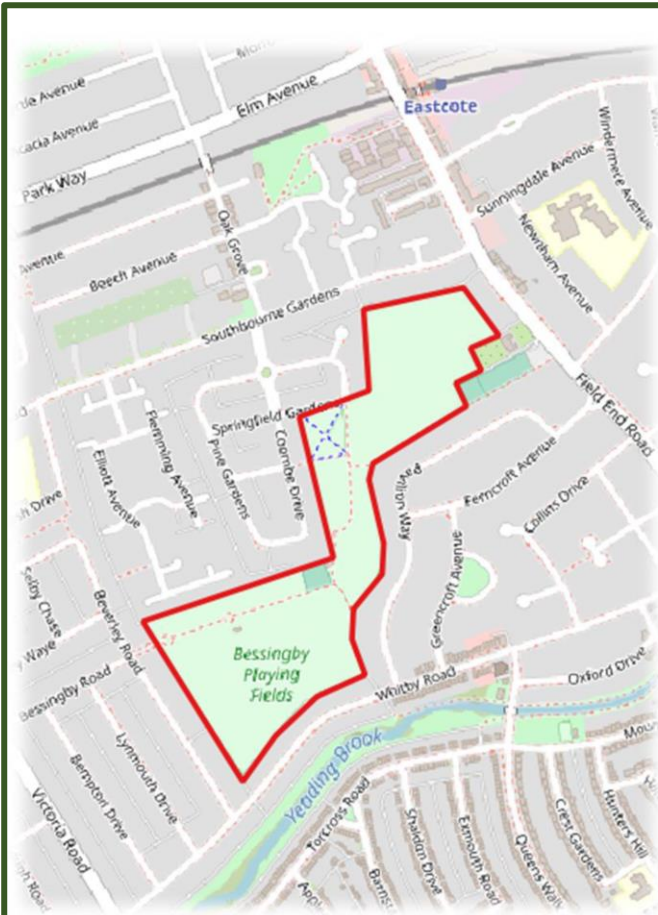 Elm Avenue
Eastcote
Acacia Avenue
Park Way
Windermere Avenue
Sunningdale Avenue
Newnham Avenue
Oak Grove
Avenue
Beech Avenue
Southbourne Gardens
Field End Road
Springfield Gardens
Flemming Avenue
Pine Gardens
Coombe Drive
Elliott Avenue
Ferncroft Avenue
Collins Drive
Greencroft Avenue
Selby Chase
Beverley Road
Bessingby
Playing
Fields
Whitby Road
Oxford Drive
Bessingby Road
Lynmouth Drive
Bempton Drive
Victoria Road
Yeading Brook
Torcross Road
Shaldon Drive
Exmouth Road
Queens Walk
Crest Gardens
Hunters Hill